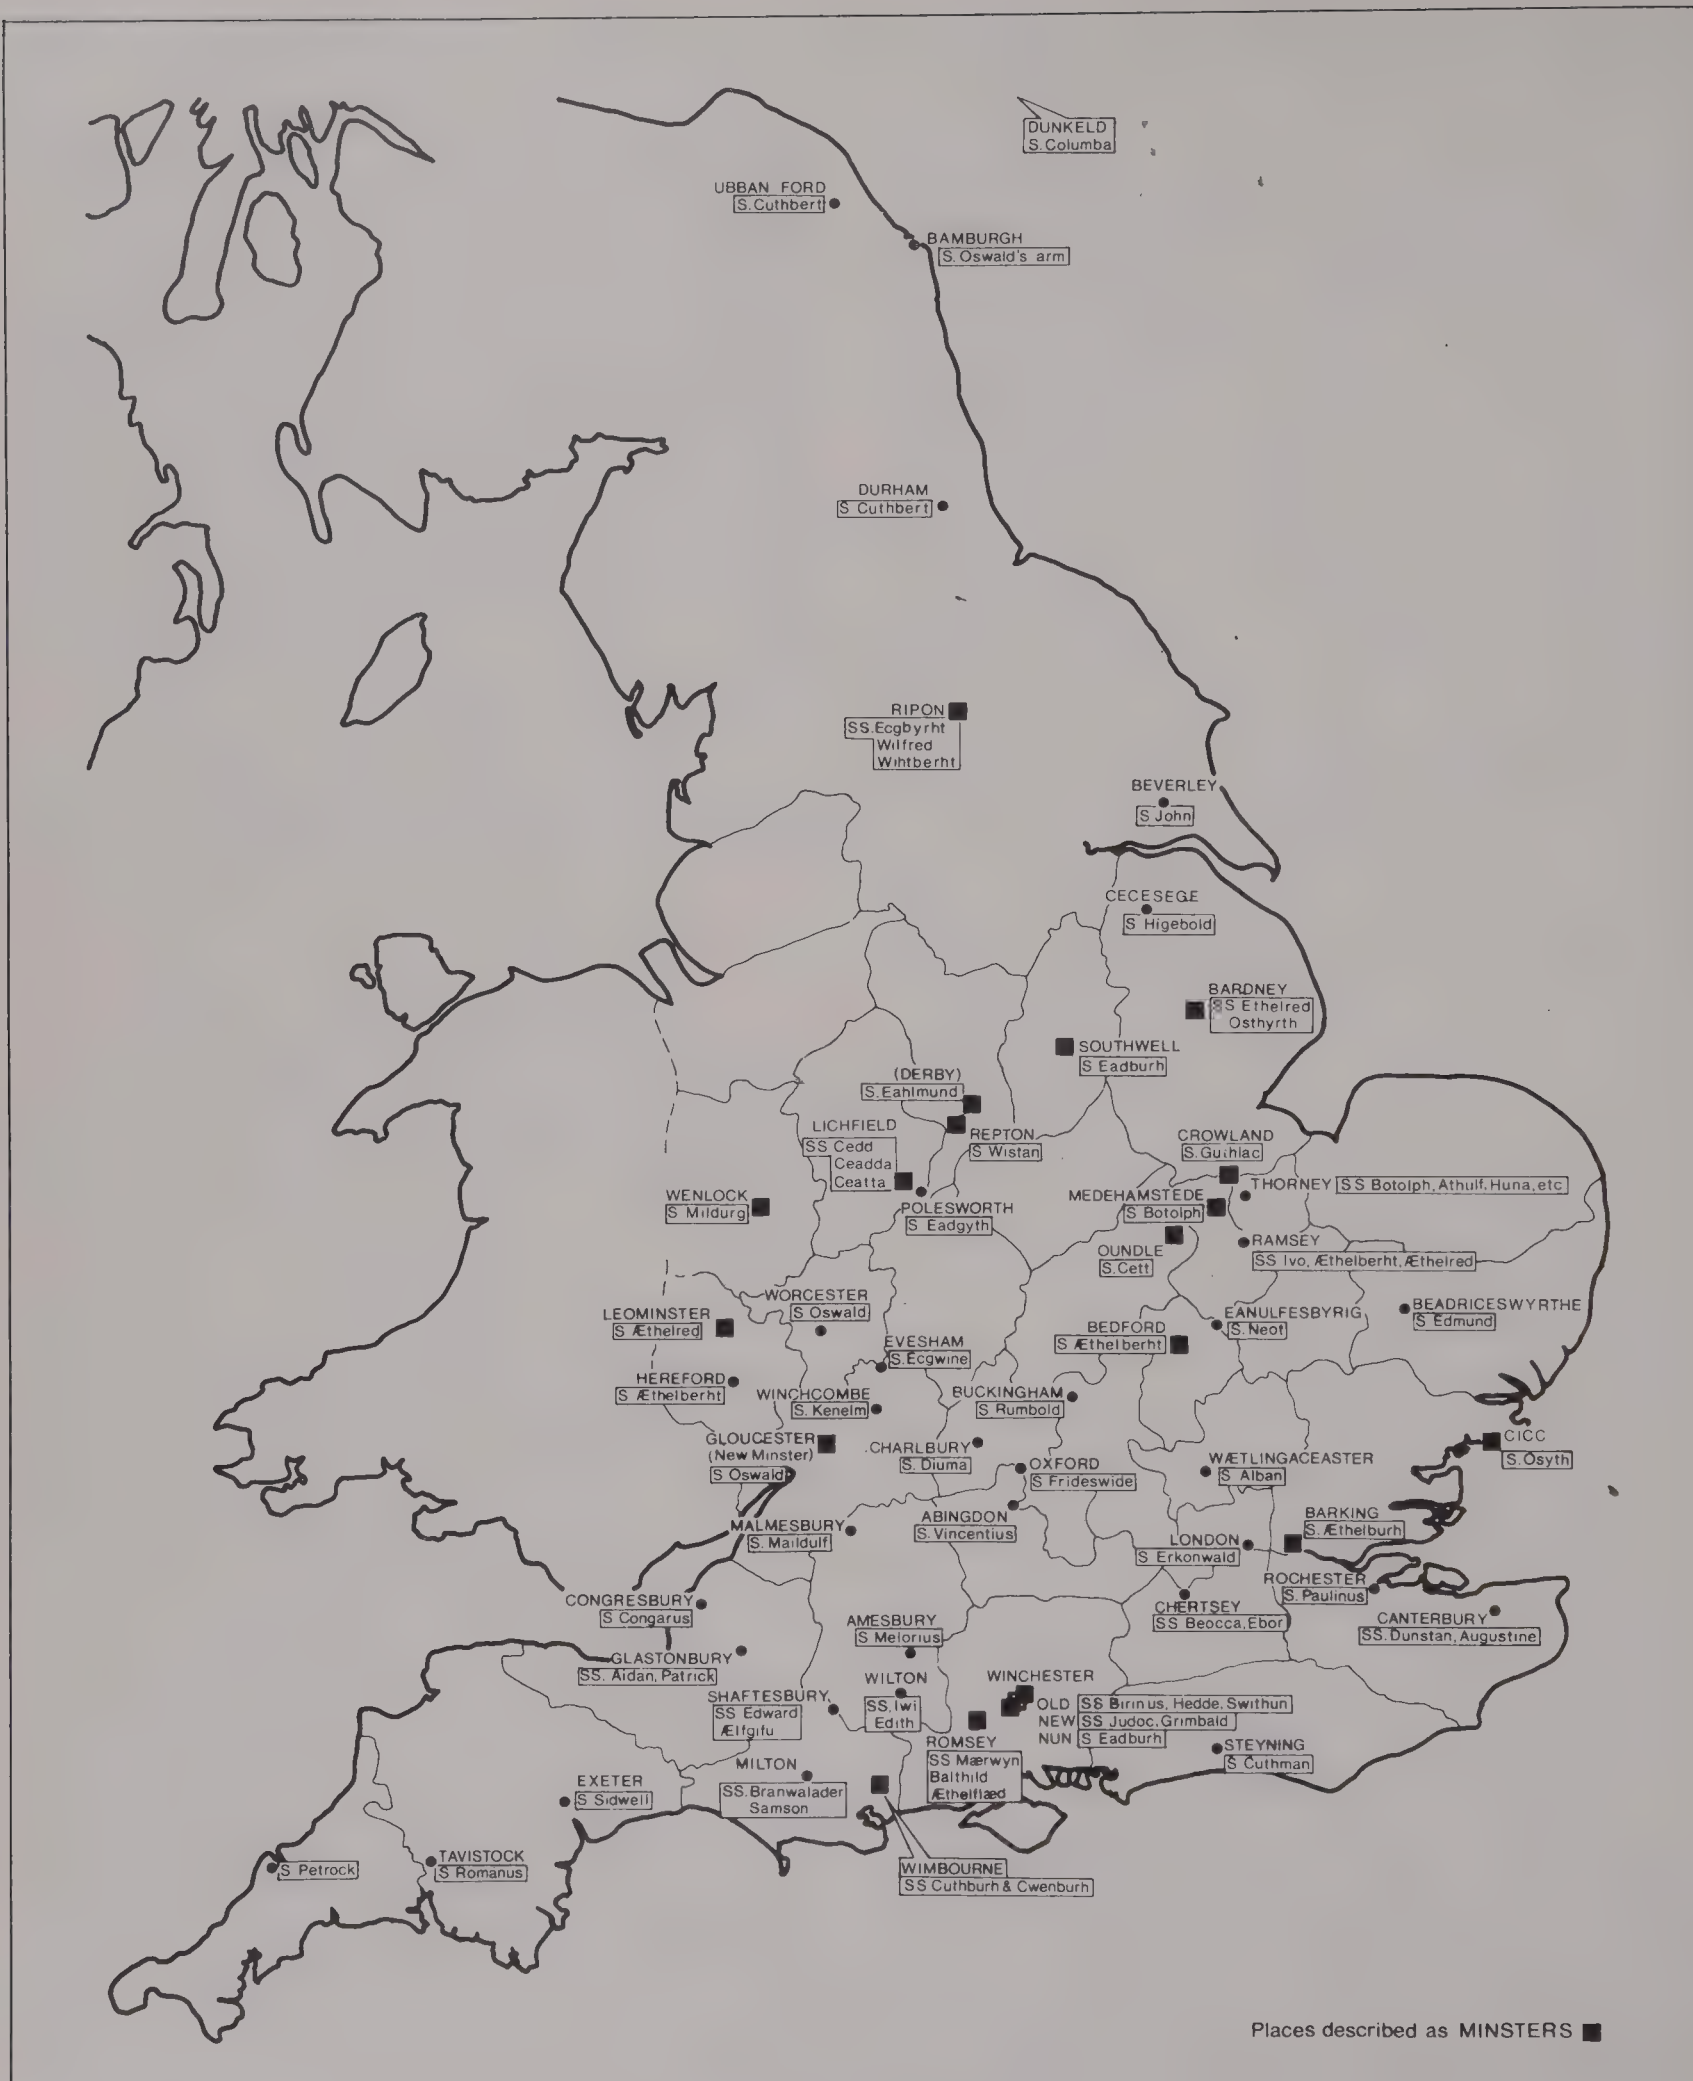 DUNKELD
S.Columba
UBBAN FORD
S.Cuthbert
BAMBURGH
S. Oswald's arm
DURHAM
S Cuthbert
RIPON
SS.Ecgbyrht
Wilfred
Wihtberht
BEVERLEY
S John
CECESEGE
S Higebold
BARDNEY
SS Ethelred
Osthyrth
SOUTHWELL
S Eadburh
(DERBY)
S.Eahlmund
LICHFIELD
SS Cedd
Ceadda
Ceatta
REPTON
S Wistan
CROWLAND
S.Guthlac
THORNEY SS Botolph, Athulf, Huna, etc
WENLOCK
S Mildurg
POLESWORTH
S Eadgyth
MEDEHAMSTEDE
S Botolph
OUNDLE
S.Cett
RAMSEY
SS Ivo, Æthelberht, Æthelred
WORCESTER
S Oswald
LEOMINSTER
S Æthelred
EVESHAM
S.Ecgwine
BEDFORD
S Æthelberht
EANULFESBYRIG
S.Neot
BEADRICESWYRTHE
S Edmund
HEREFORD
S Æthelberht
WINCHCOMBE
S. Kenelm
BUCKINGHAM
S Rumbold
GLOUCESTER
(New Minster)
S Oswald
CHARLBURY
S. Diuma
OXFORD
S Frideswide
WÆTLINGACEASTER
S Alban
CICC
S.Osyth
MALMESBURY
S. Maildulf
ABINGDON
S.Vincentius
LONDON
S Erkonwald
BARKING
S.Æthelburh
ROCHESTER
S.Paulinus
CANTERBURY
SS.Dunstan, Augustine
CONGRESBURY
S Congarus
CHERTSEY
SS Beocca, Ebor
AMESBURY
S Melorius
GLASTONBURY
SS. Aidan, Patrick
SHAFTESBURY
SS Edward
Ælfgifu
WILTON
SS. Iwi
Edith
WINCHESTER
OLD SS Birinus, Hedde, Swithun
NEW SS Judoc, Grimbald
NUN S Eadburh
ROMSEY
SS Mærwyn
Balthild
Æthelflæd
STEYNING
S Cuthman
MILTON
SS.Branwalader
Samson
EXETER
S Sidwell
S Petrock
TAVISTOCK
S Romanus
WIMBOURNE
SS Cuthburh & Cwenburh
Places described as MINSTERS